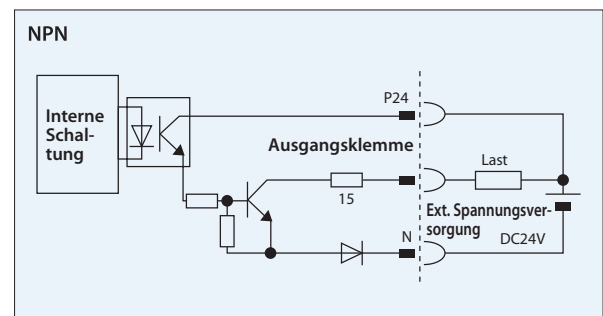 NPN
P24
Interne
Schal-
tung
Ausgangsklemme
Last
15
Ext. Spannungsver-
sorgung
N
DC24V